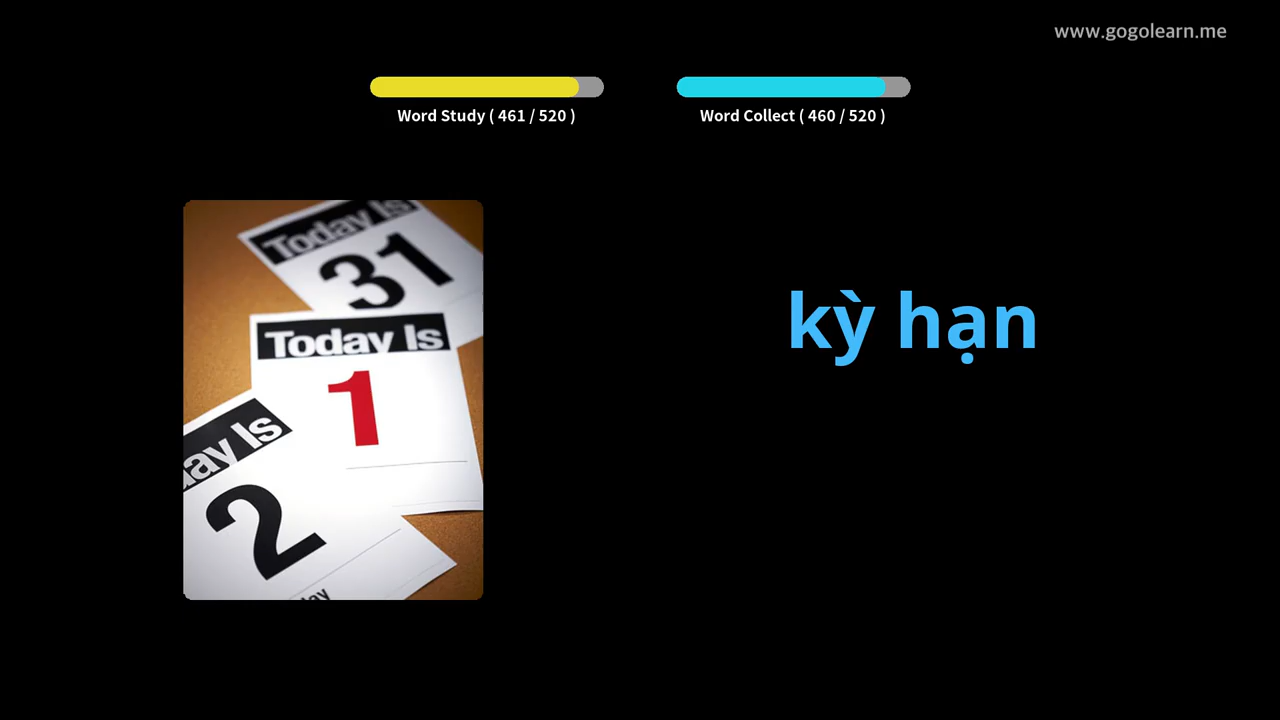 www.gogolearn.me
Word Study ( 461 / 520 )
Word Collect ( 460 / 520 )
Today Is
31
Today Is
1
ay Is
2
ay
kỳ hạn